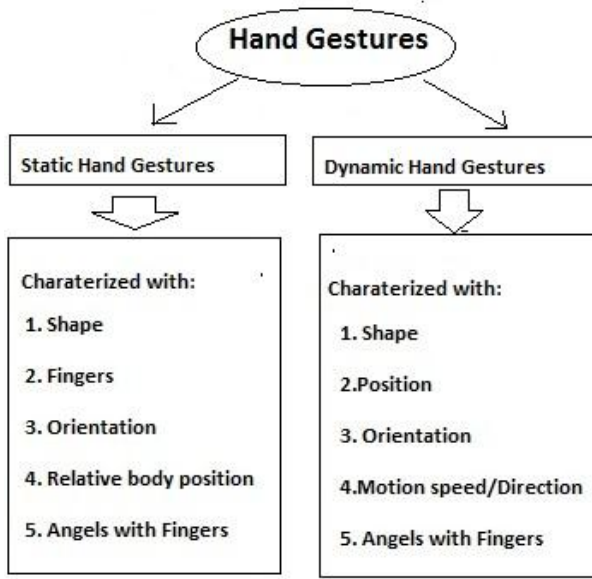 Hand Gestures
Static Hand Gestures
Dynamic Hand Gestures
Charaterized with:
1. Shape
2. Fingers
3. Orientation
4. Relative body position
5. Angels with Fingers
Charaterized with:
1. Shape
2.Position
3. Orientation
4.Motion speed/Direction
5. Angels with Fingers